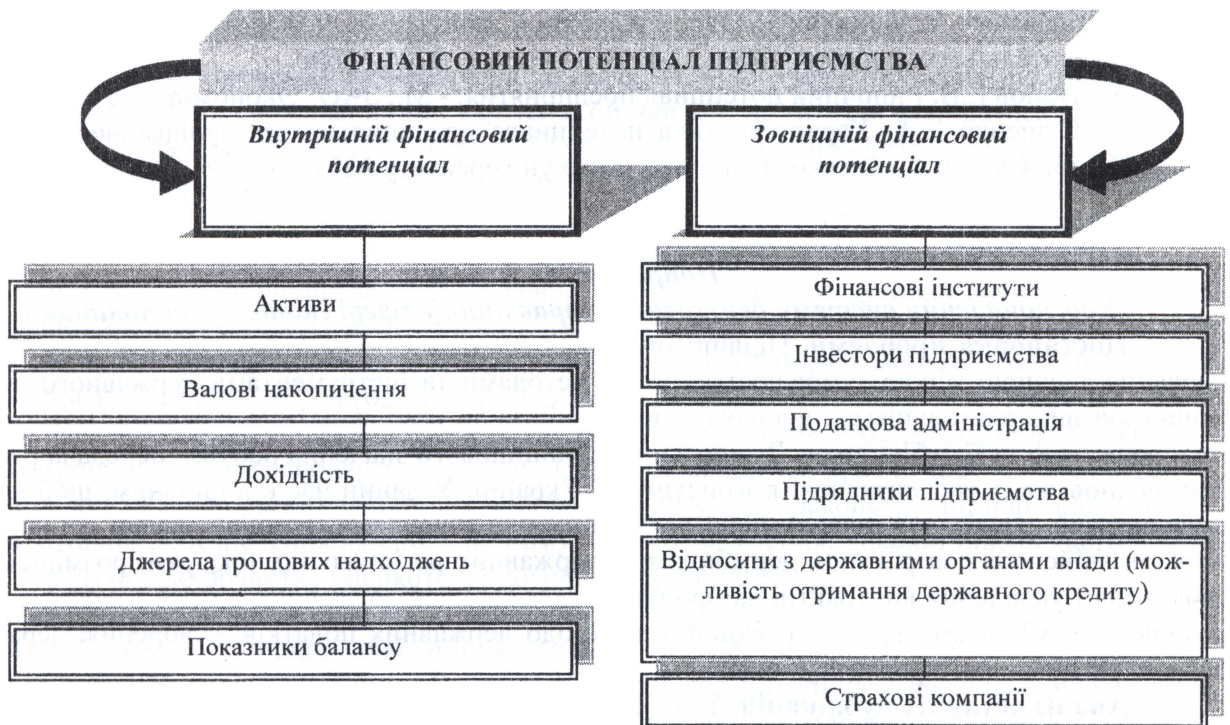 ФІНАНСОВИЙ ПОТЕНЦІАЛ ПІДПРИЄМСТВА
Внутрішній фінансовий
потенціал
Активи
Валові накопичення
Дохідність
Джерела грошових надходжень
Показники балансу
Зовнішній фінансовий
потенціал
Фінансові інститути
Інвестори підприємства
Податкова адміністрація
Підрядники підприємства
Відносини з державними органами влади (мож-
ливість отримання державного кредиту)
Страхові компанії